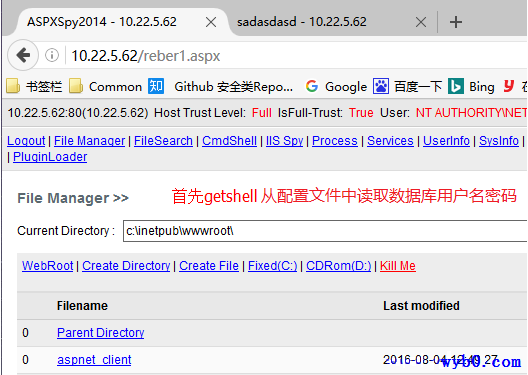 ASPXSpy2014 - 10.22.5.62 × sadasdasd - 10.22.5.62 ×
10.22.5.62/reber1.aspx
书签栏 Common 知 Github 安全类Repo... Google 百度一下 Bing
10.22.5.62:80(10.22.5.62) Host Trust Level: Full IsFull-Trust: True User: NT AUTHORITY\NET
Logout | File Manager | FileSearch | CmdShell | IIS Spy | Process | Services | UserInfo | SysInfo |
| PluginLoader
File Manager >> 首先getshell 从配置文件中读取数据库用户名密码
Current Directory : c:\inetpub\wwwroot\
WebRoot | Create Directory | Create File | Fixed(C:) | CDRom(D:) | Kill Me
Filename Last modified
0 Parent Directory
0 aspnet_client 2016-08-04 12:49:27
wyb0.com